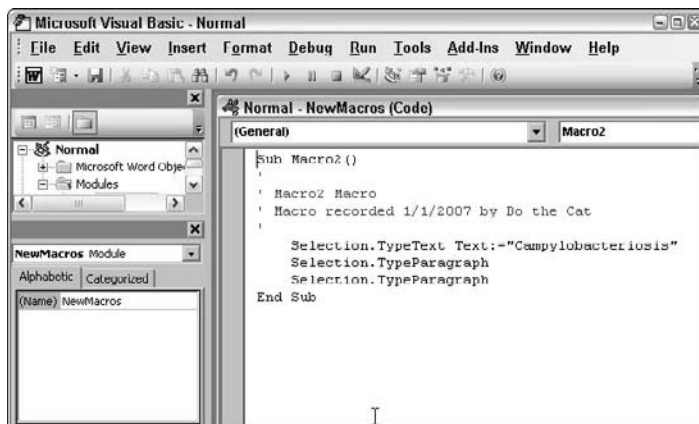 Microsoft Visual Basic - Normal
File Edit View Insert Format Debug Run Tools Add-Ins Window Help
Normal - NewMacros (Code)
(General) Macro2
Normal
Microsoft Word Obje
Modules
NewMacros Module
Alphabetic Categorized
(Name) NewMacros
Sub Macro2()
'
' Macro2 Macro
' Macro recorded 1/1/2007 by Do the Cat
'
Selection.TypeText Text:="Campylobacteriosis"
Selection.TypeParagraph
Selection.TypeParagraph
End Sub